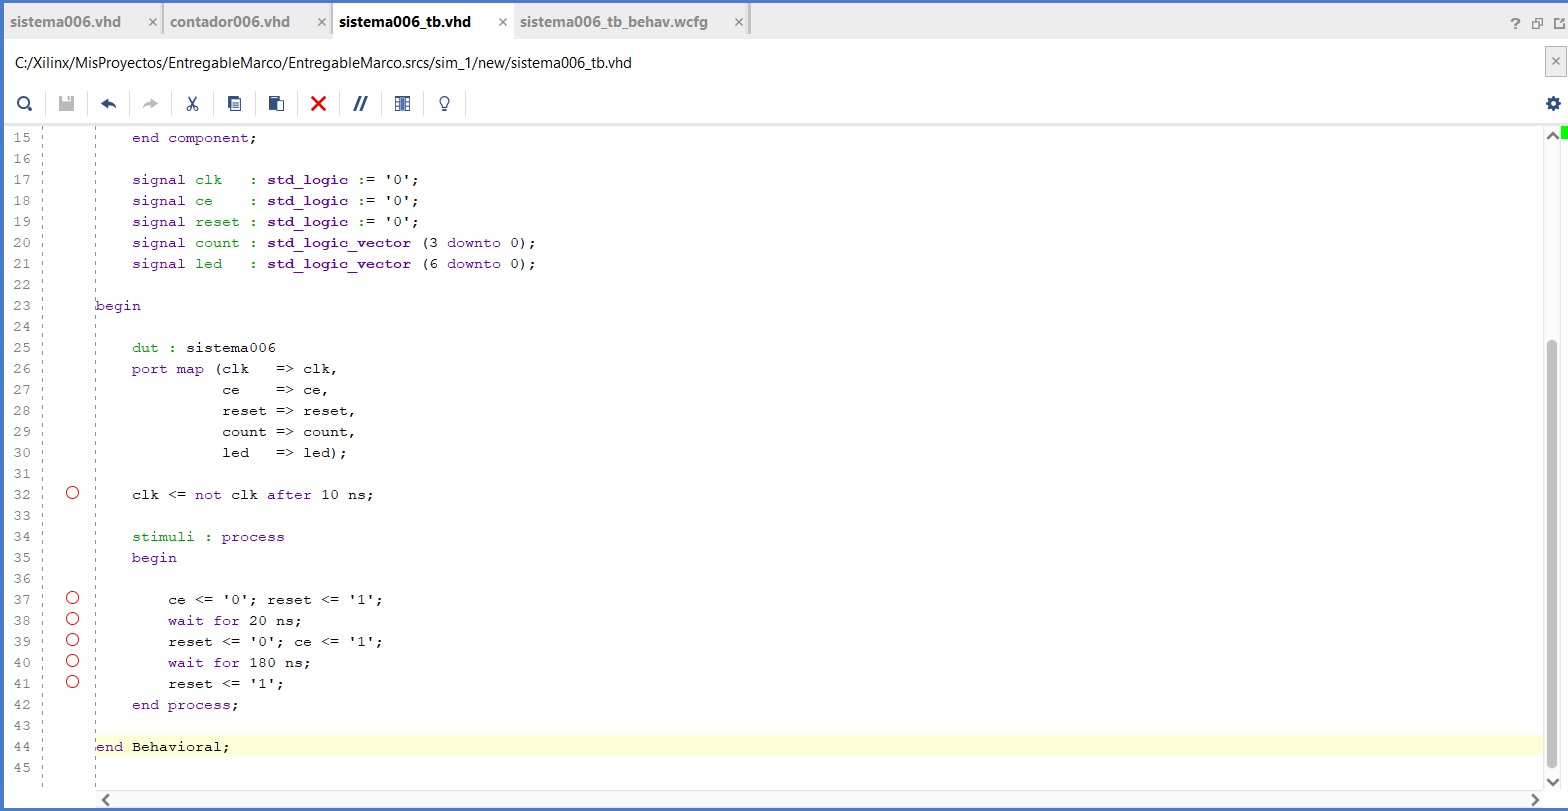 sistema006.vhd × contador006.vhd × sistema006_tb.vhd × sistema006_tb_behav.wcfg × ?
C:/Xilinx/MisProyectos/EntregableMarco/EntregableMarco.srcs/sim_1/new/sistema006_tb.vhd ×
//
15 end component;
16
17 signal clk : std_logic := '0';
18 signal ce : std_logic := '0';
19 signal reset : std_logic := '0';
20 signal count : std_logic_vector (3 downto 0);
21 signal led : std_logic_vector (6 downto 0);
22
23 begin
24
25 dut : sistema006
26 port map (clk => clk,
27 ce => ce,
28 reset => reset,
29 count => count,
30 led => led);
31
32 clk <= not clk after 10 ns;
33
34 stimuli : process
35 begin
36
37 ce <= '0'; reset <= '1';
38 wait for 20 ns;
39 reset <= '0'; ce <= '1';
40 wait for 180 ns;
41 reset <= '1';
42 end process;
43
44 end Behavioral;
45